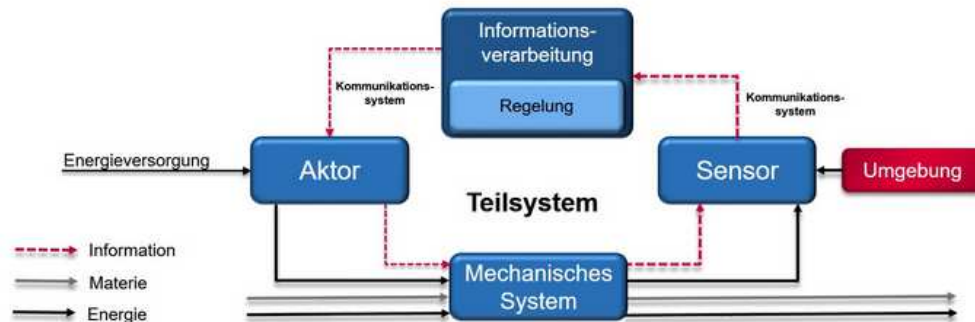 Informations-
verarbeitung
Regelung
Kommunikations-
system
Kommunikations-
system
Energieversorgung
Aktor
Sensor
Umgebung
Teilsystem
Information
Materie
Energie
Mechanisches
System